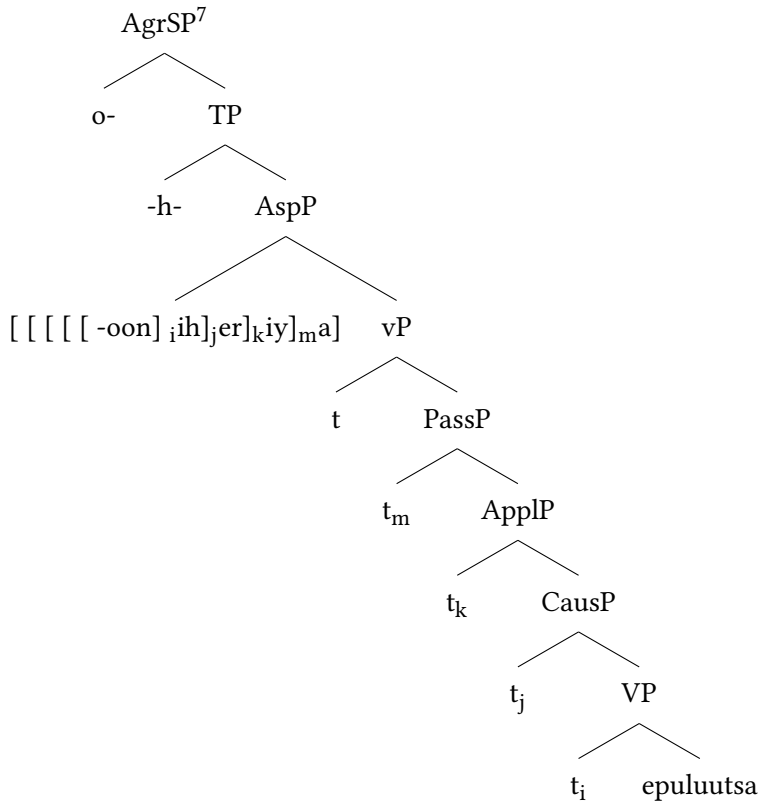 AgrSP⁷
o- TP
-h- AspP
[ [ [ [ [ -oon] ᵢih]ⱼer]ₖiy]ₘa] vP
t PassP
tₘ ApplP
tₖ CausP
tⱼ VP
tᵢ epuluutsa